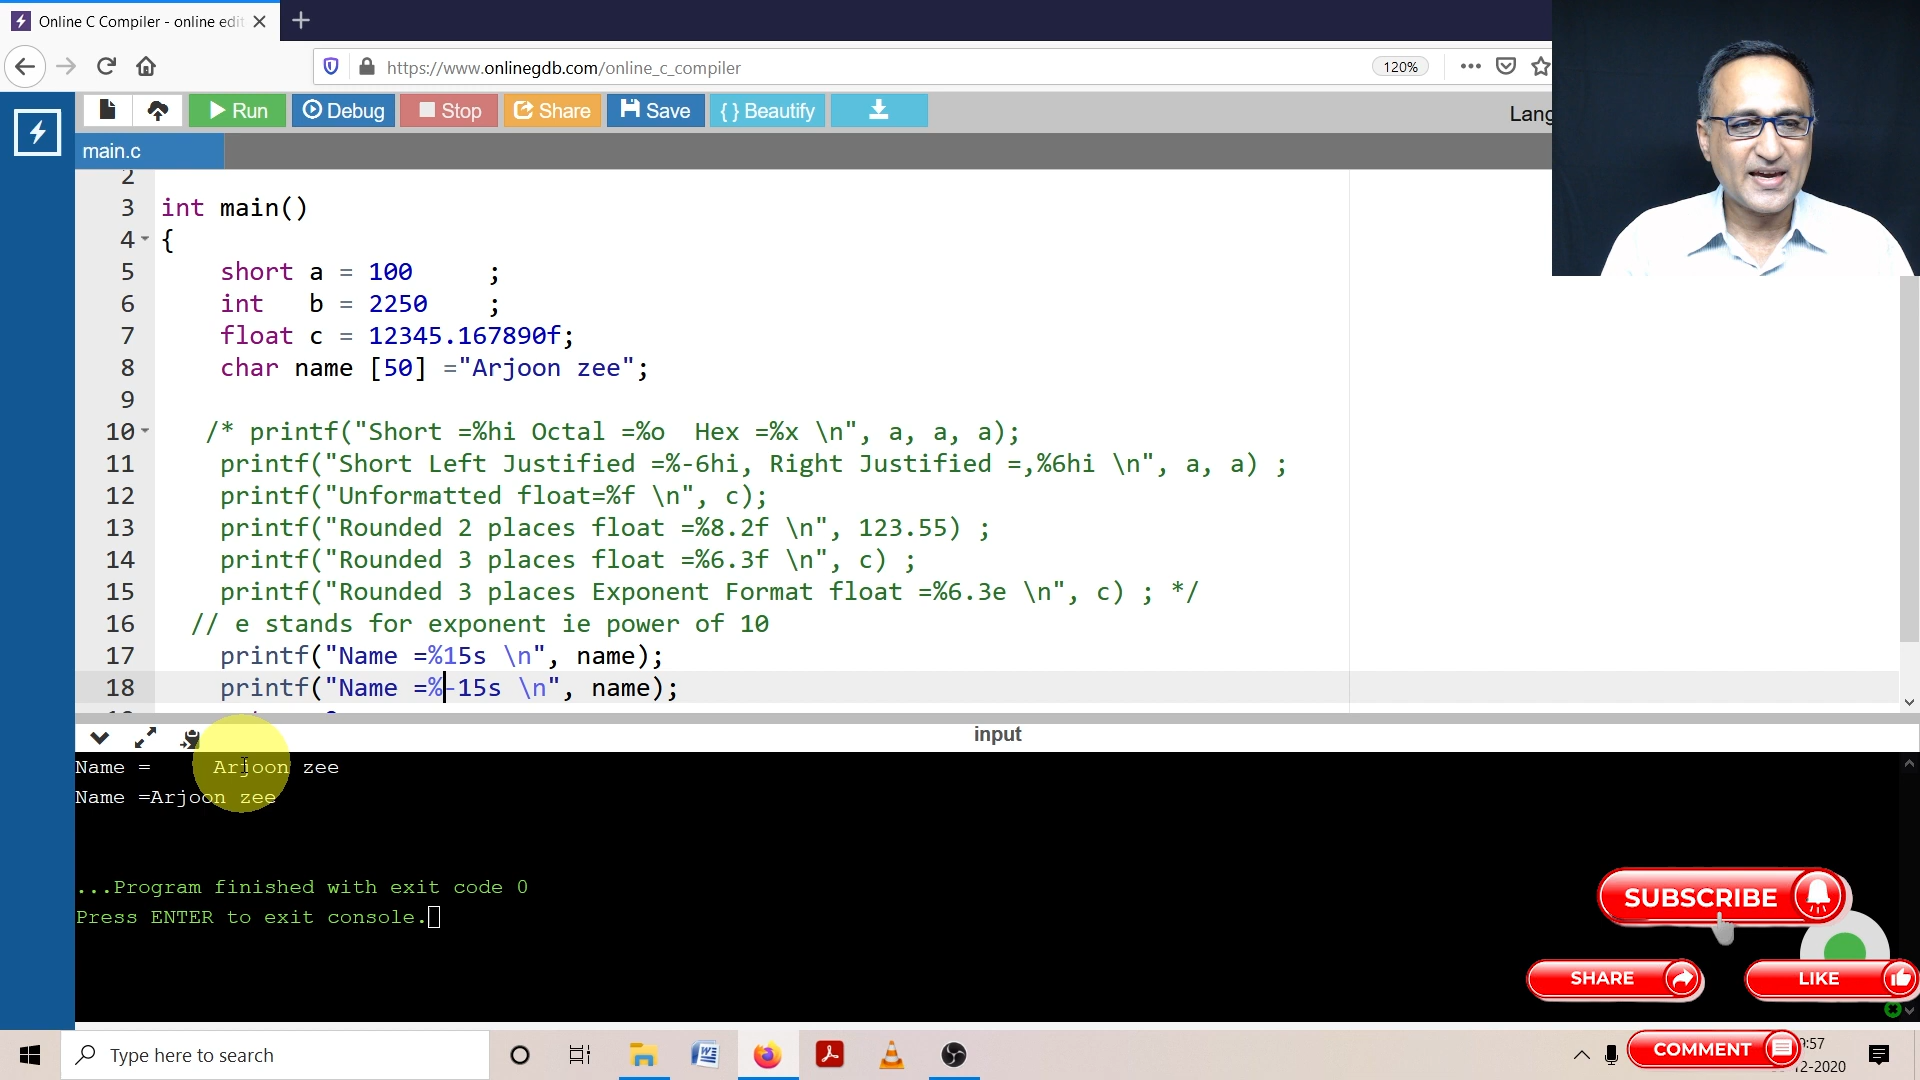 Online C Compiler - online edit
https://www.onlinegdb.com/online_c_compiler
120%
Run
Debug
Stop
Share
Save
{ } Beautify
Lang
main.c
2
3 int main()
4 {
5 short a = 100 ;
6 int b = 2250 ;
7 float c = 12345.167890f;
8 char name [50] ="Arjoon zee";
9
10 /* printf("Short =%hi Octal =%o Hex =%x \n", a, a, a);
11 printf("Short Left Justified =%-6hi, Right Justified =,%6hi \n", a, a) ;
12 printf("Unformatted float=%f \n", c);
13 printf("Rounded 2 places float =%8.2f \n", 123.55) ;
14 printf("Rounded 3 places float =%6.3f \n", c) ;
15 printf("Rounded 3 places Exponent Format float =%6.3e \n", c) ; */
16 // e stands for exponent ie power of 10
17 printf("Name =%15s \n", name);
18 printf("Name =%-15s \n", name);
input
Name =     Arjoon zee
Name =Arjoon zee
...Program finished with exit code 0
Press ENTER to exit console.
SUBSCRIBE
SHARE
LIKE
Type here to search
COMMENT
:57
12-2020